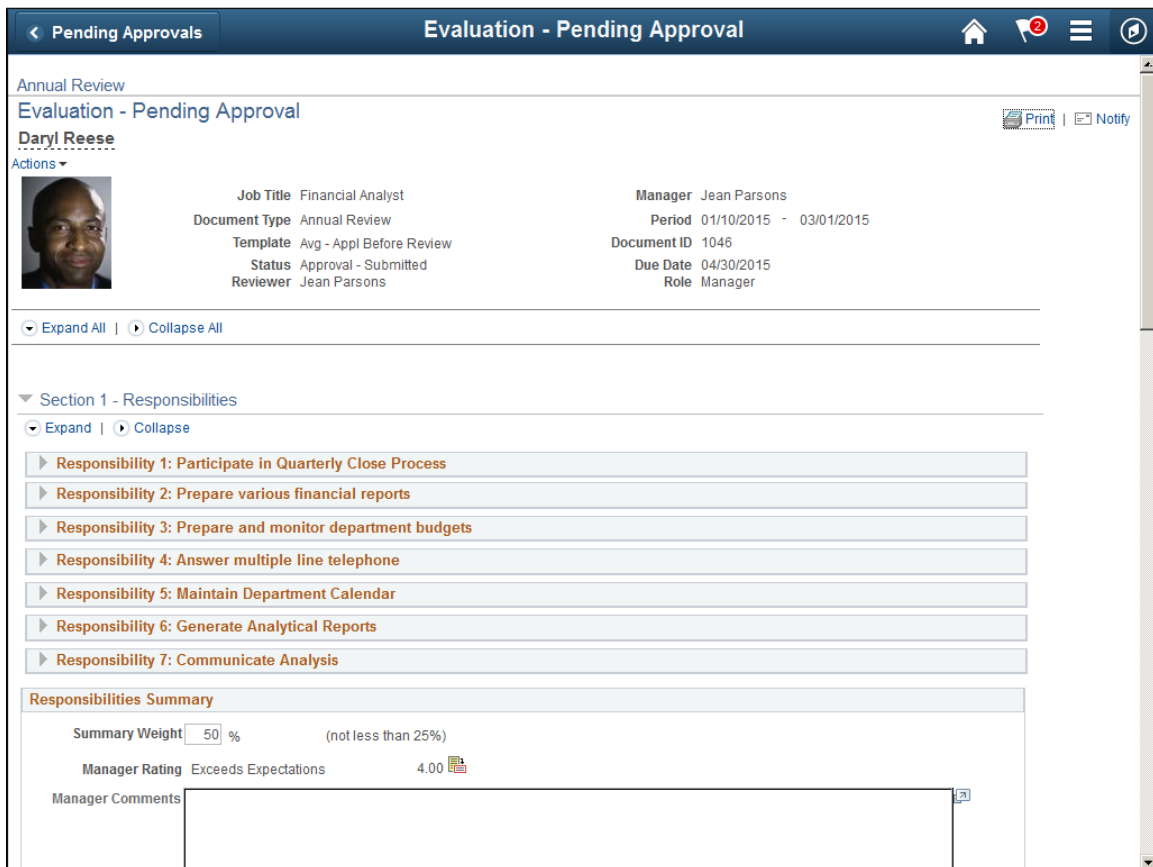 Pending Approvals
Evaluation - Pending Approval
2
Annual Review
Evaluation - Pending Approval
Print | Notify
Daryl Reese
Actions
Job Title Financial Analyst Manager Jean Parsons
Document Type Annual Review Period 01/10/2015 - 03/01/2015
Template Avg - Appl Before Review Document ID 1046
Status Approval - Submitted Due Date 04/30/2015
Reviewer Jean Parsons Role Manager
Expand All | Collapse All
Section 1 - Responsibilities
Expand | Collapse
Responsibility 1: Participate in Quarterly Close Process
Responsibility 2: Prepare various financial reports
Responsibility 3: Prepare and monitor department budgets
Responsibility 4: Answer multiple line telephone
Responsibility 5: Maintain Department Calendar
Responsibility 6: Generate Analytical Reports
Responsibility 7: Communicate Analysis
Responsibilities Summary
Summary Weight 50 % (not less than 25%)
Manager Rating Exceeds Expectations 4.00
Manager Comments